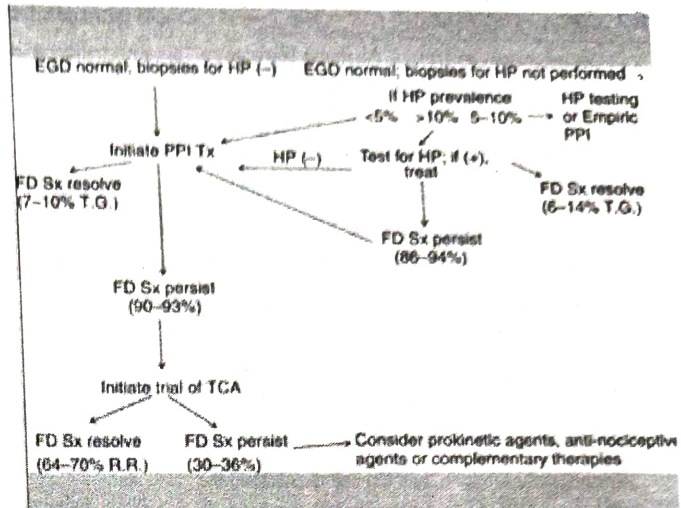 EGD normal, biopsies for HP (–)
EGD normal; biopsies for HP not performed
If HP prevalence
<5% >10% 5–10%
HP testing
or Empiric
PPI
Initiate PPI Tx
HP (–)
Test for HP; if (+),
treat
FD Sx resolve
(7–10% T.G.)
FD Sx resolve
(6–14% T.G.)
FD Sx persist
(86–94%)
FD Sx persist
(90–93%)
Initiate trial of TCA
FD Sx resolve
(64–70% R.R.)
FD Sx persist
(30–36%)
Consider prokinetic agents, anti-nociceptive
agents or complementary therapies